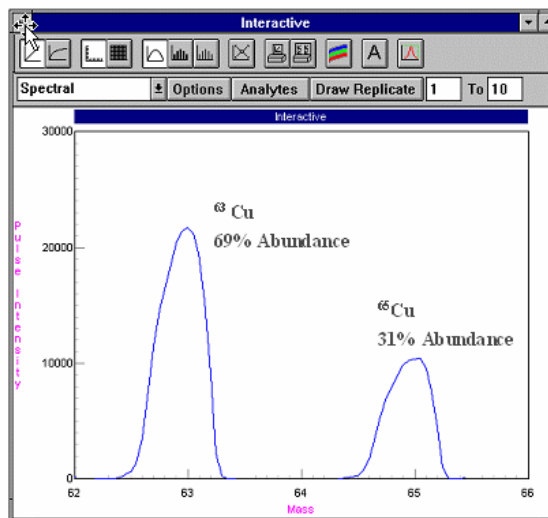 Interactive
A
Spectral Options Analytes Draw Replicate 1 To 10
Interactive
30000
⁶³ Cu
69% Abundance
20000
⁶⁵Cu
31% Abundance
Pulse Intensity
10000
0
62 63 64 65 66
Mass